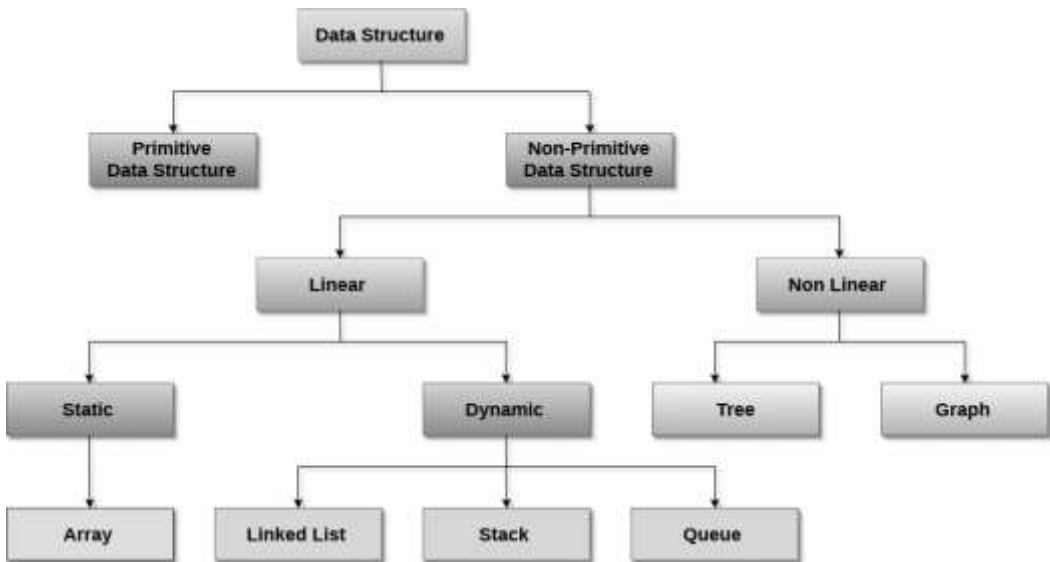 Data Structure
Primitive
Data Structure
Non-Primitive
Data Structure
Linear
Non Linear
Static
Dynamic
Tree
Graph
Array
Linked List
Stack
Queue